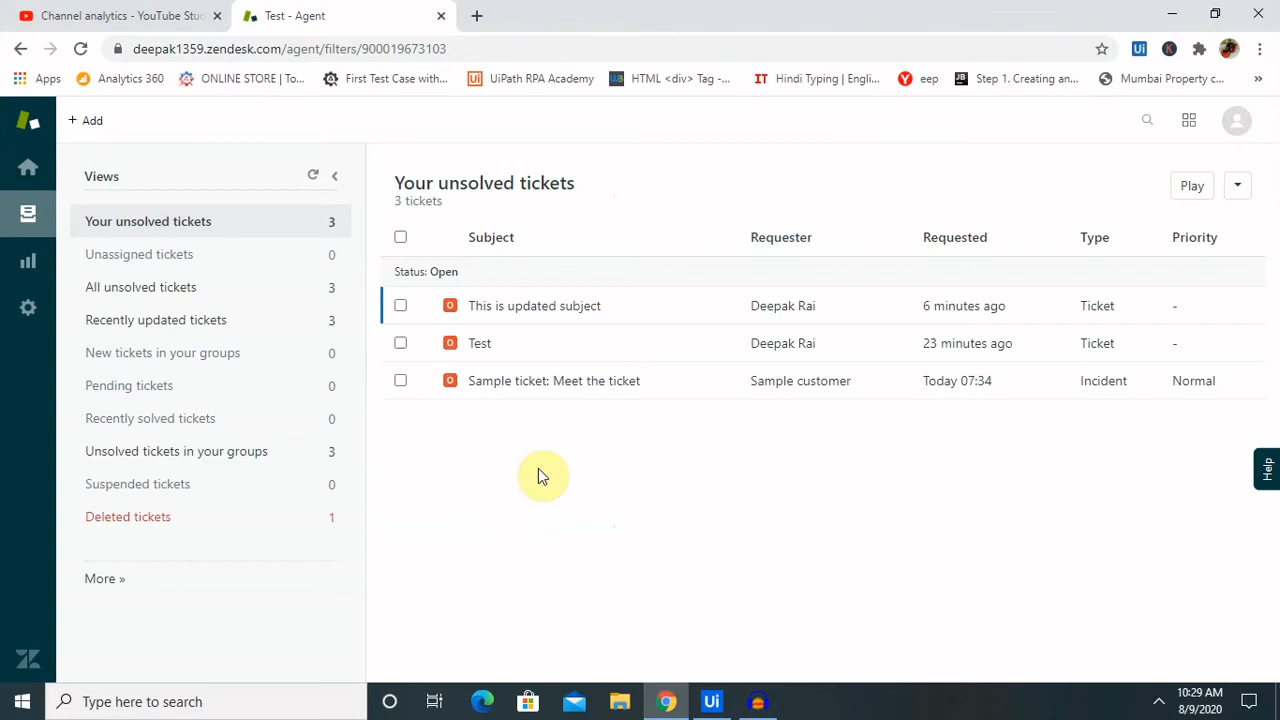 Channel analytics - YouTube Stu
Test - Agent
deepak1359.zendesk.com/agent/filters/900019673103
Apps
Analytics 360
ONLINE STORE | To...
First Test Case with...
UiPath RPA Academy
HTML <div> Tag -...
IT Hindi Typing | Engli...
eep
Step 1. Creating an...
Mumbai Property c...
»
+ Add
Views
Your unsolved tickets 3
Unassigned tickets 0
All unsolved tickets 3
Recently updated tickets 3
New tickets in your groups 0
Pending tickets 0
Recently solved tickets 0
Unsolved tickets in your groups 3
Suspended tickets 0
Deleted tickets 1
More »
Your unsolved tickets
3 tickets
Play
Subject Requester Requested Type Priority
Status: Open
O This is updated subject Deepak Rai 6 minutes ago Ticket -
O Test Deepak Rai 23 minutes ago Ticket -
O Sample ticket: Meet the ticket Sample customer Today 07:34 Incident Normal
Help
Type here to search
Ui
10:29 AM
8/9/2020